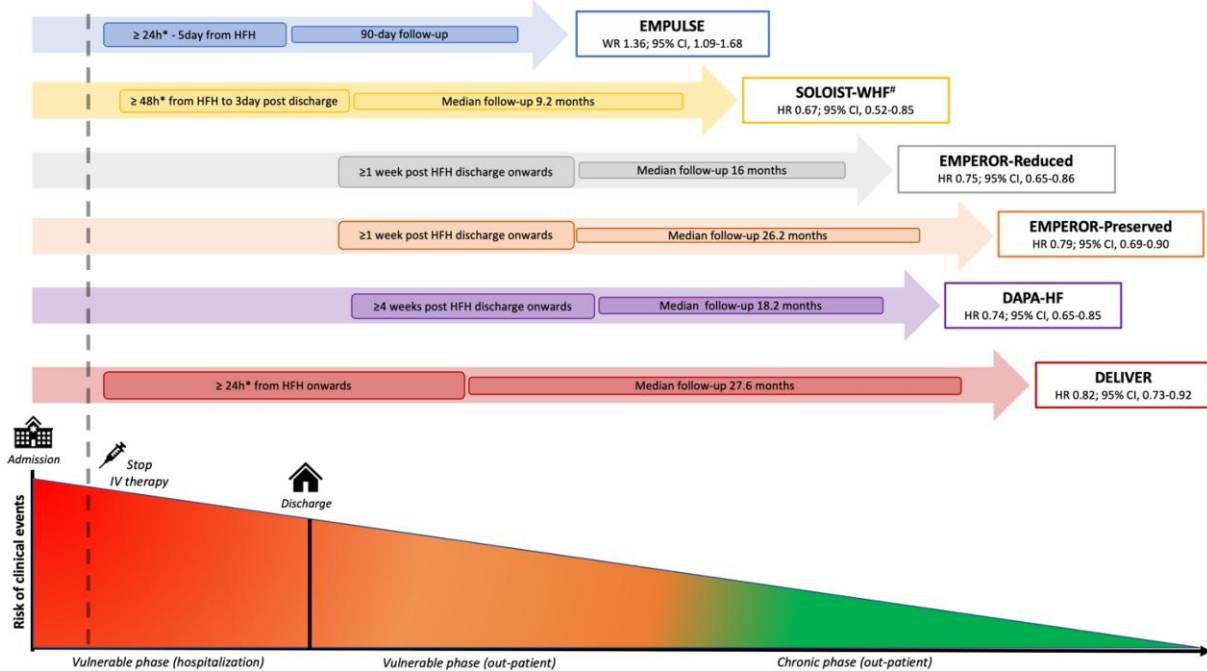 ≥ 24h* - 5day from HFH
90-day follow-up
EMPULSE
WR 1.36; 95% CI, 1.09-1.68
≥ 48h* from HFH to 3day post discharge
Median follow-up 9.2 months
SOLOIST-WHF#
HR 0.67; 95% CI, 0.52-0.85
≥1 week post HFH discharge onwards
Median follow-up 16 months
EMPEROR-Reduced
HR 0.75; 95% CI, 0.65-0.86
≥1 week post HFH discharge onwards
Median follow-up 26.2 months
EMPEROR-Preserved
HR 0.79; 95% CI, 0.69-0.90
≥4 weeks post HFH discharge onwards
Median follow-up 18.2 months
DAPA-HF
HR 0.74; 95% CI, 0.65-0.85
≥ 24h* from HFH onwards
Median follow-up 27.6 months
DELIVER
HR 0.82; 95% CI, 0.73-0.92
Admission
Stop
IV therapy
Discharge
Risk of clinical events
Vulnerable phase (hospitalization)
Vulnerable phase (out-patient)
Chronic phase (out-patient)